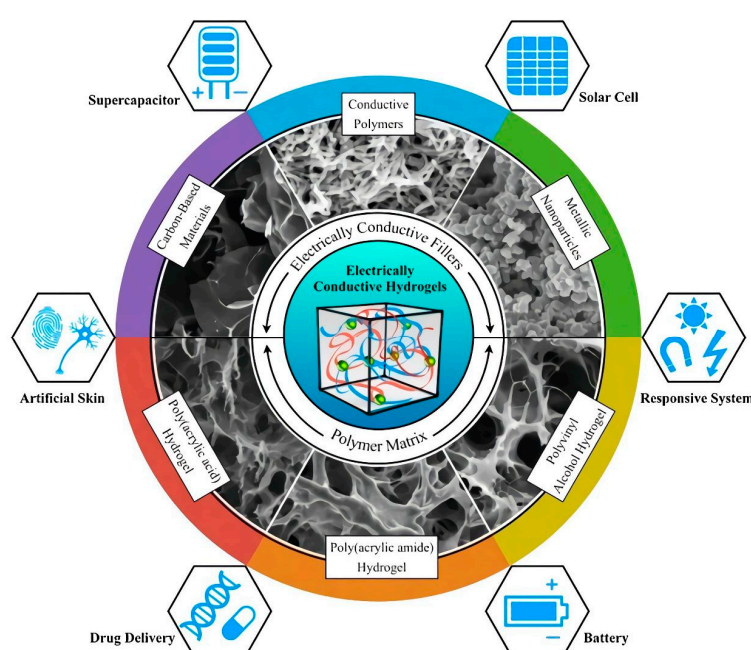 Supercapacitor
+ −
Solar Cell
Conductive
Polymers
Carbon-Based
Materials
Metallic
Nanoparticles
Electrically Conductive Fillers
Electrically
Conductive Hydrogels
Artificial Skin
Responsive System
Polymer Matrix
Poly(acrylic acid)
Hydrogel
Polyvinyl
Alcohol Hydrogel
Poly(acrylic amide)
Hydrogel
Drug Delivery
+
−
Battery